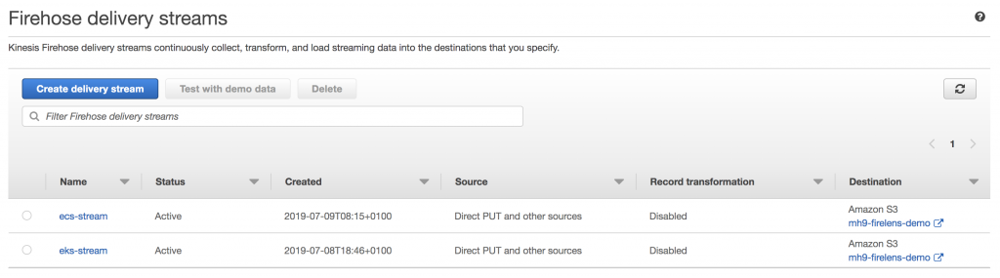 Firehose delivery streams
Kinesis Firehose delivery streams continuously collect, transform, and load streaming data into the destinations that you specify.
Create delivery stream Test with demo data Delete
Filter Firehose delivery streams
1
Name Status Created Source Record transformation Destination
ecs-stream Active 2019-07-09T08:15+0100 Direct PUT and other sources Disabled Amazon S3
mh9-firelens-demo
eks-stream Active 2019-07-08T18:46+0100 Direct PUT and other sources Disabled Amazon S3
mh9-firelens-demo